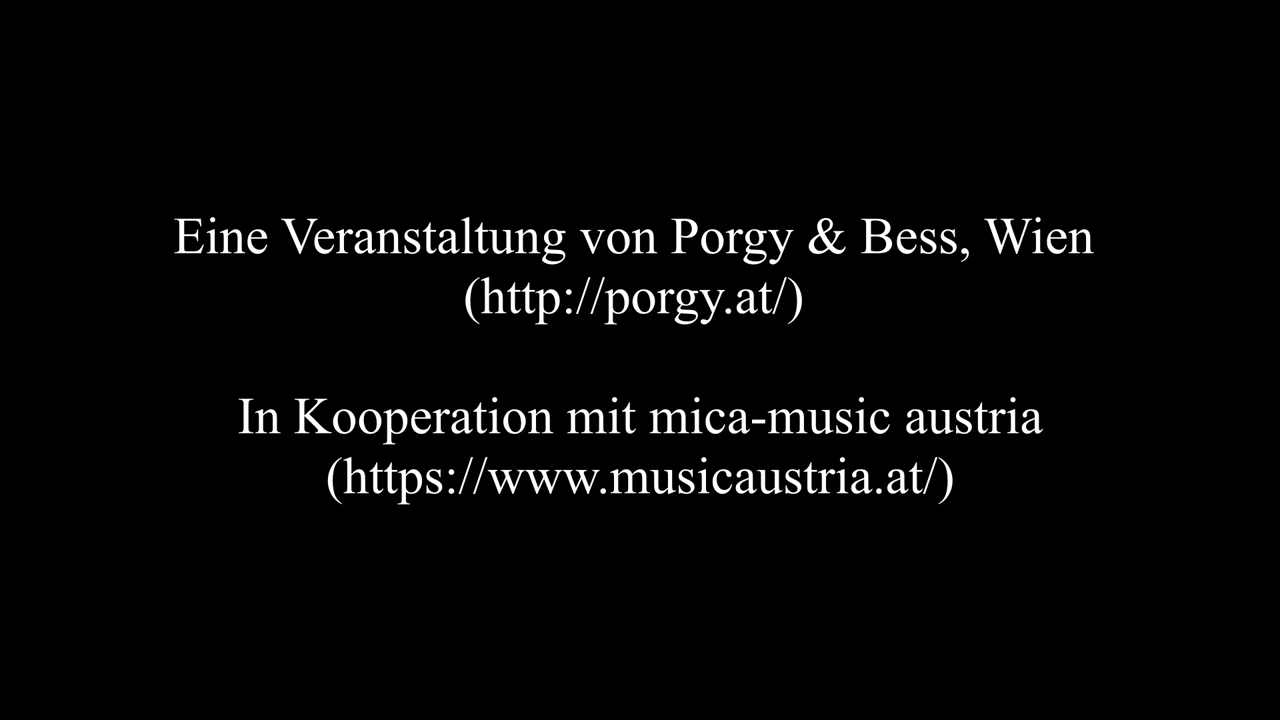 Eine Veranstaltung von Porgy & Bess, Wien
(http://porgy.at/)
In Kooperation mit mica-music austria
(https://www.musicaustria.at/)